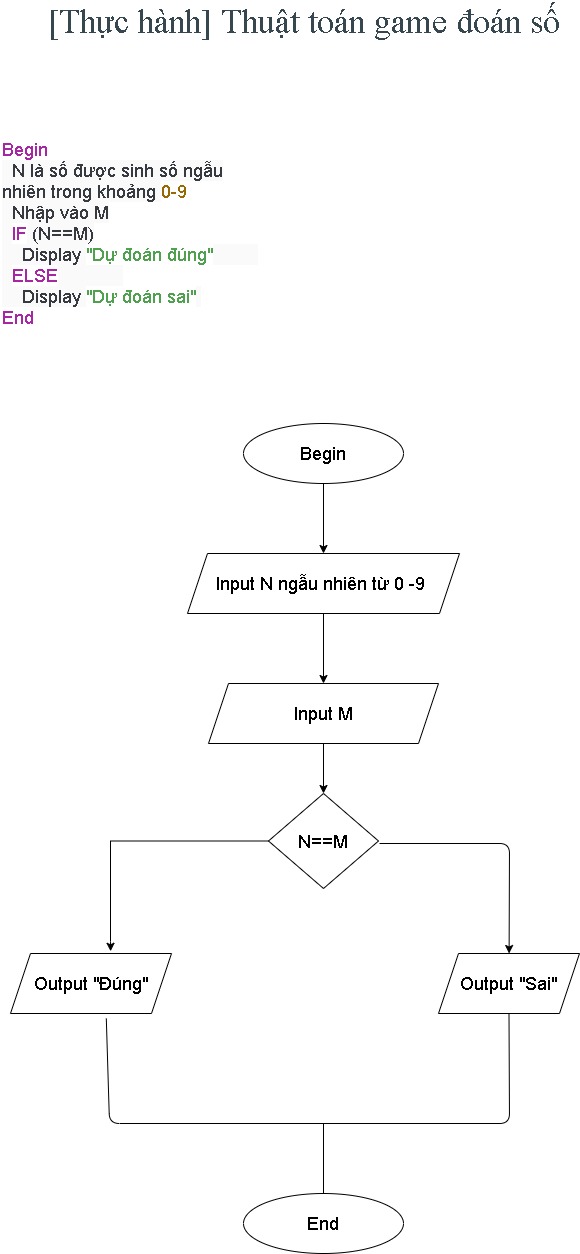 [Thực hành] Thuật toán game đoán số
Begin
N là số được sinh số ngẫu
nhiên trong khoảng 0-9
Nhập vào M
IF (N==M)
Display "Dự đoán đúng"
ELSE
Display "Dự đoán sai"
End
Begin
Input N ngẫu nhiên từ 0 -9
Input M
N==M
Output "Đúng"
Output "Sai"
End